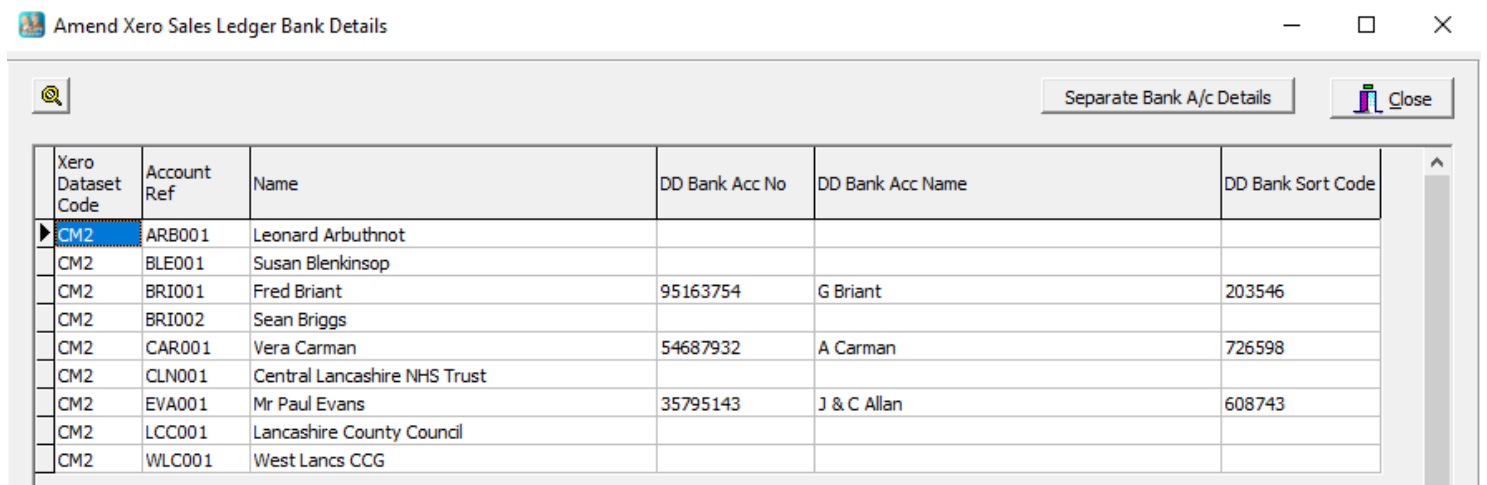 Amend Xero Sales Ledger Bank Details
Separate Bank A/c Details
Close
Xero Dataset Code Account Ref Name DD Bank Acc No DD Bank Acc Name DD Bank Sort Code
CM2 ARB001 Leonard Arbuthnot
CM2 BLE001 Susan Blenkinsop
CM2 BRI001 Fred Briant 95163754 G Briant 203546
CM2 BRI002 Sean Briggs
CM2 CAR001 Vera Carman 54687932 A Carman 726598
CM2 CLN001 Central Lancashire NHS Trust
CM2 EVA001 Mr Paul Evans 35795143 J & C Allan 608743
CM2 LCC001 Lancashire County Council
CM2 WLC001 West Lancs CCG